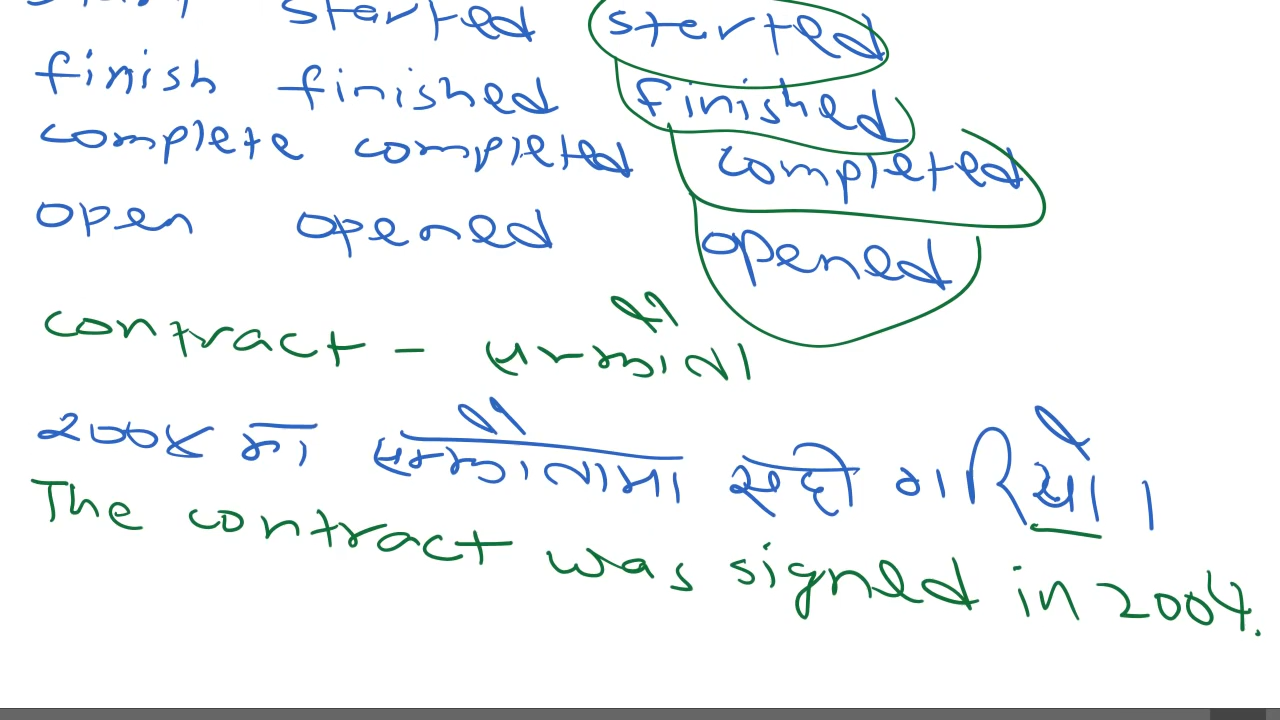 started started
finish finished finished
complete completed completed
open opened opened
contract - सम्झौता
२००४ मा सम्झौतामा सही गरियो ।
The contract was signed in 2004.